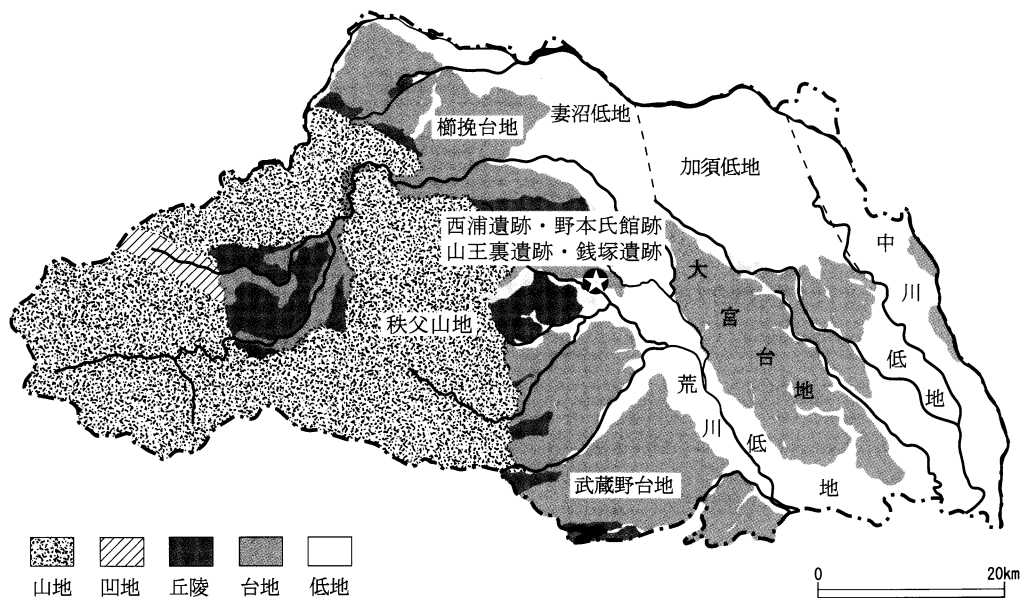 櫛挽台地
妻沼低地
加須低地
西浦遺跡・野本氏館跡
山王裏遺跡・銭塚遺跡
秩父山地
大宮台地
中川低地
荒川低地
武蔵野台地
山地
凹地
丘陵
台地
低地
0
20km